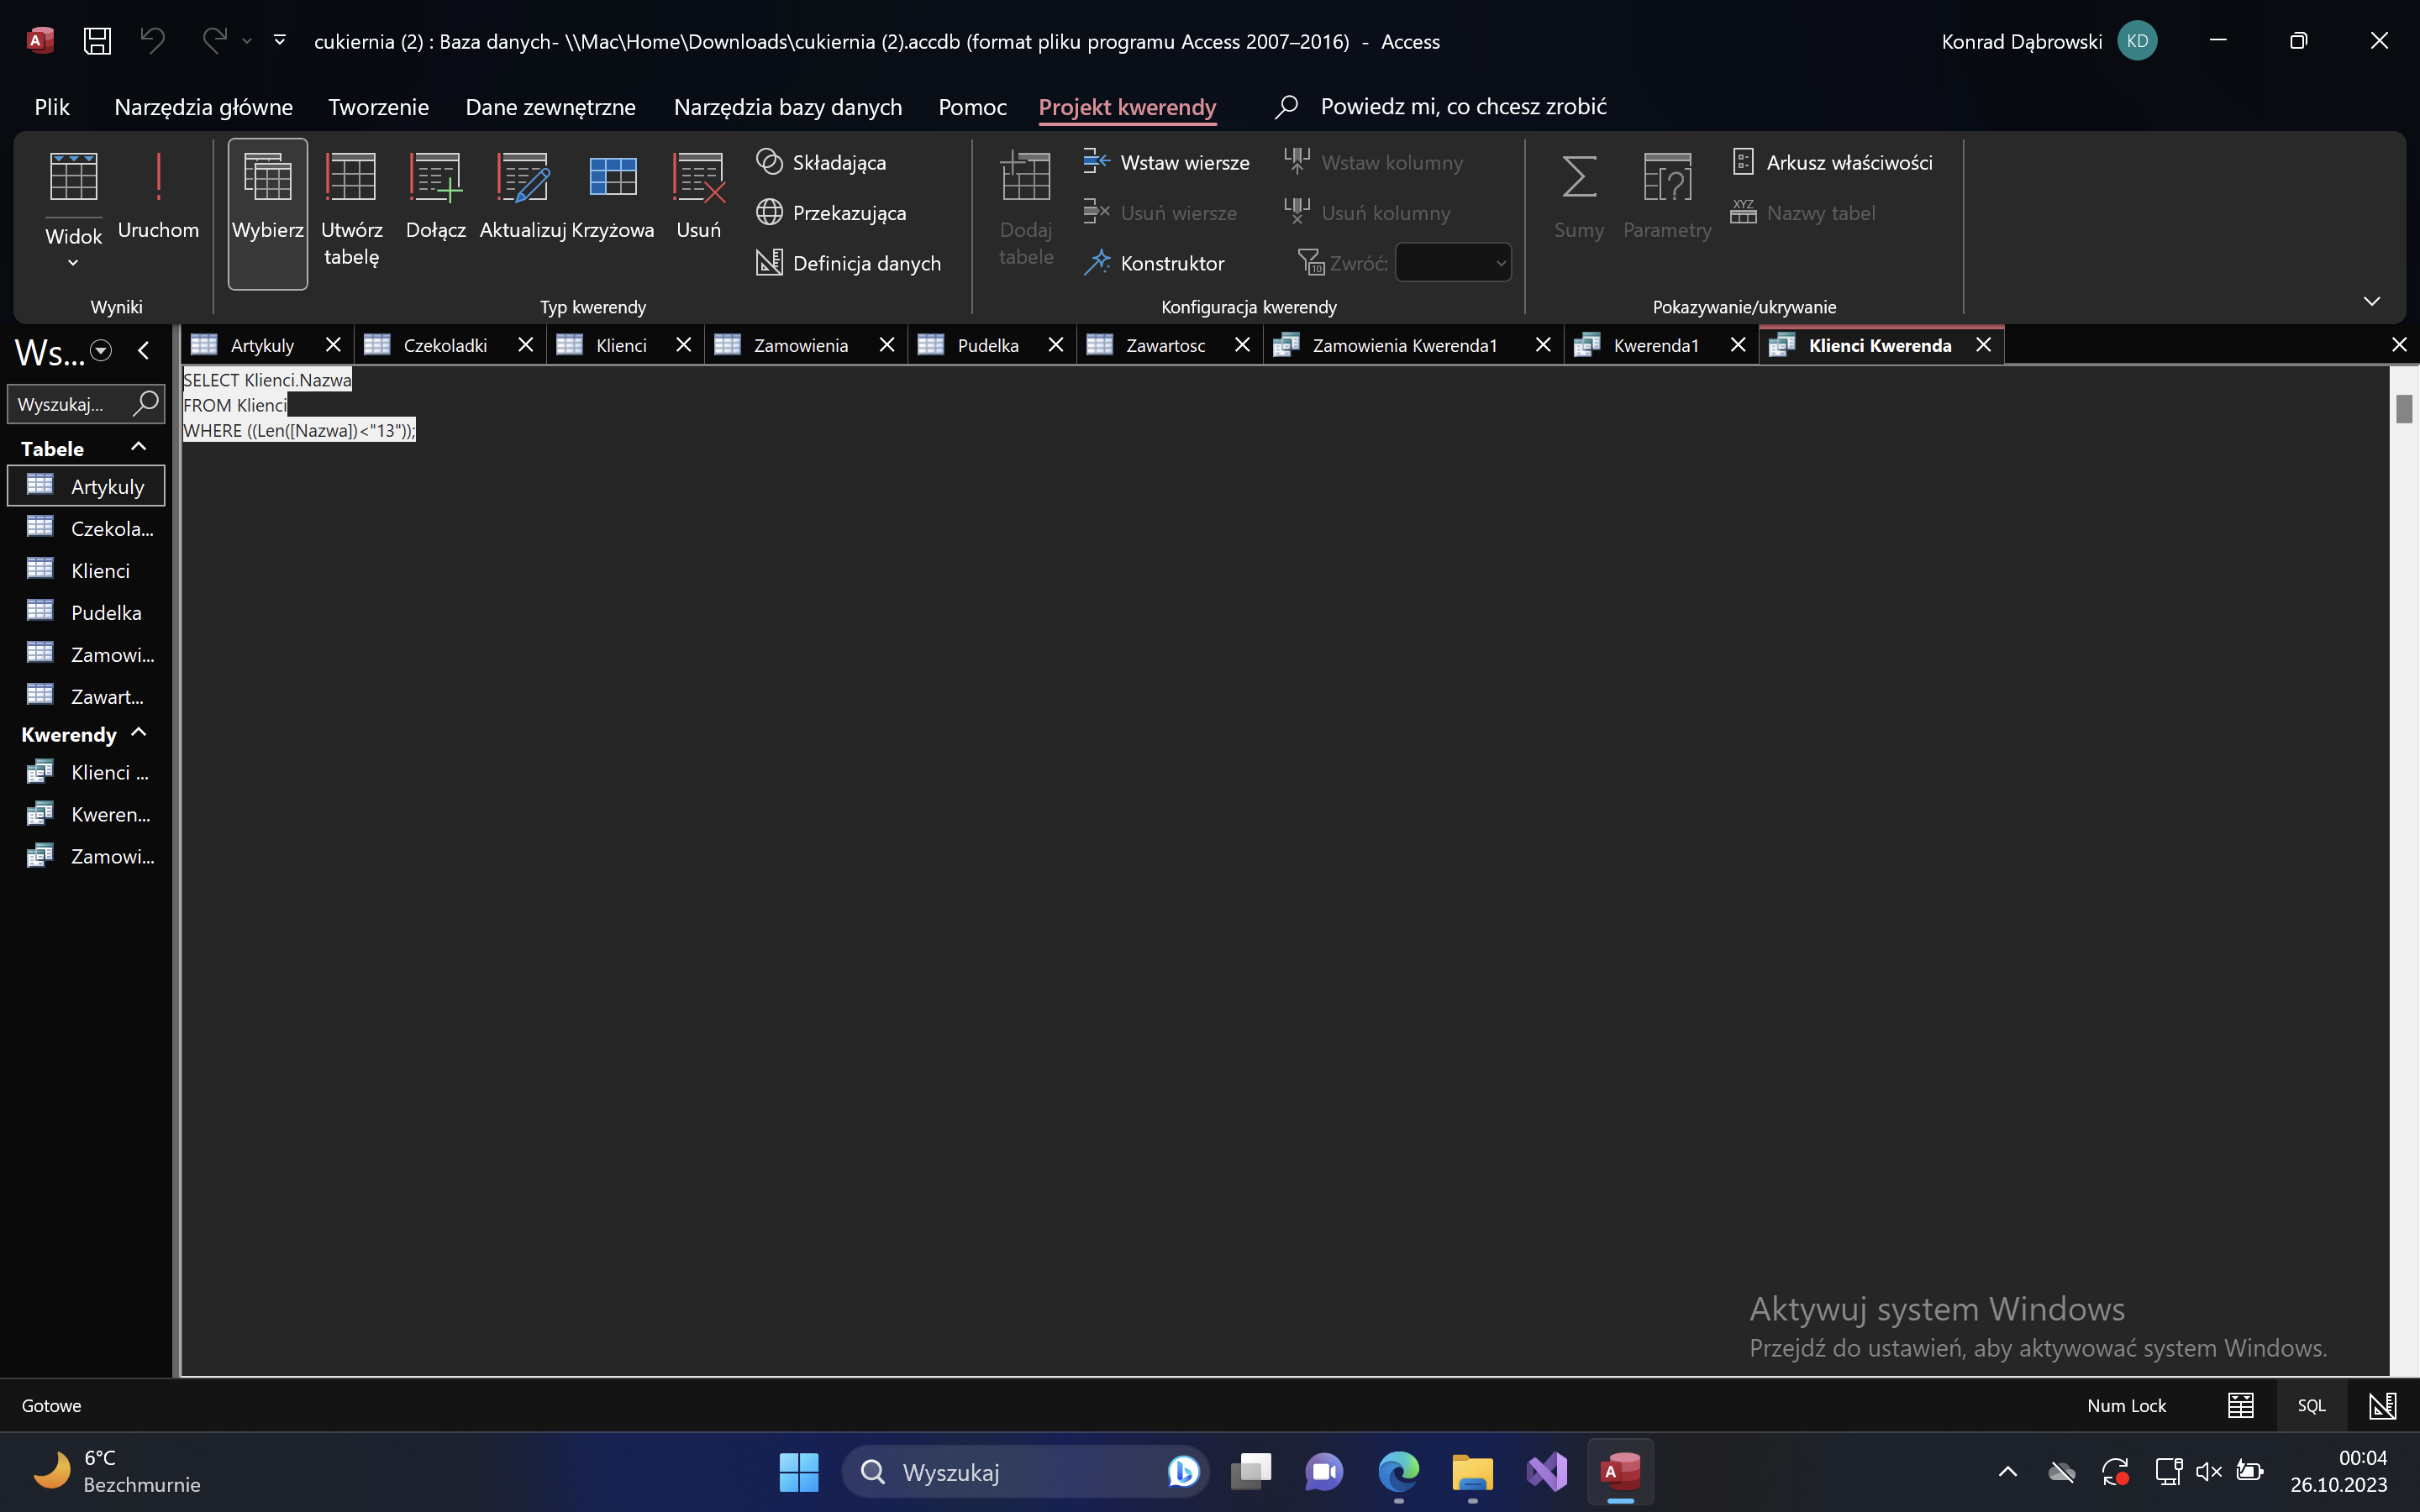 cukiernia (2) : Baza danych- \\Mac\Home\Downloads\cukiernia (2).accdb (format pliku programu Access 2007–2016) - Access
Konrad Dąbrowski KD
Plik Narzędzia główne Tworzenie Dane zewnętrzne Narzędzia bazy danych Pomoc Projekt kwerendy Powiedz mi, co chcesz zrobić
Widok
Uruchom
Wyniki
Wybierz
Utwórz
tabelę
Dołącz
Aktualizuj
Krzyżowa
Usuń
Składająca
Przekazująca
Definicja danych
Typ kwerendy
Dodaj
tabele
Wstaw wiersze
Usuń wiersze
Konstruktor
Wstaw kolumny
Usuń kolumny
Zwróć:
Konfiguracja kwerendy
Sumy
Parametry
Arkusz właściwości
XYZ Nazwy tabel
Pokazywanie/ukrywanie
Ws...
Artykuly Czekoladki Klienci Zamowienia Pudelka Zawartosc Zamowienia Kwerenda1 Kwerenda1 Klienci Kwerenda
Wyszukaj...
Tabele
Artykuly
Czekola...
Klienci
Pudelka
Zamowi...
Zawart...
Kwerendy
Klienci ...
Kweren...
Zamowi...
SELECT Klienci.Nazwa
FROM Klienci
WHERE ((Len([Nazwa])<"13"));
Aktywuj system Windows
Przejdź do ustawień, aby aktywować system Windows.
Gotowe
Num Lock
SQL
6°C
Bezchmurnie
Wyszukaj
00:04
26.10.2023